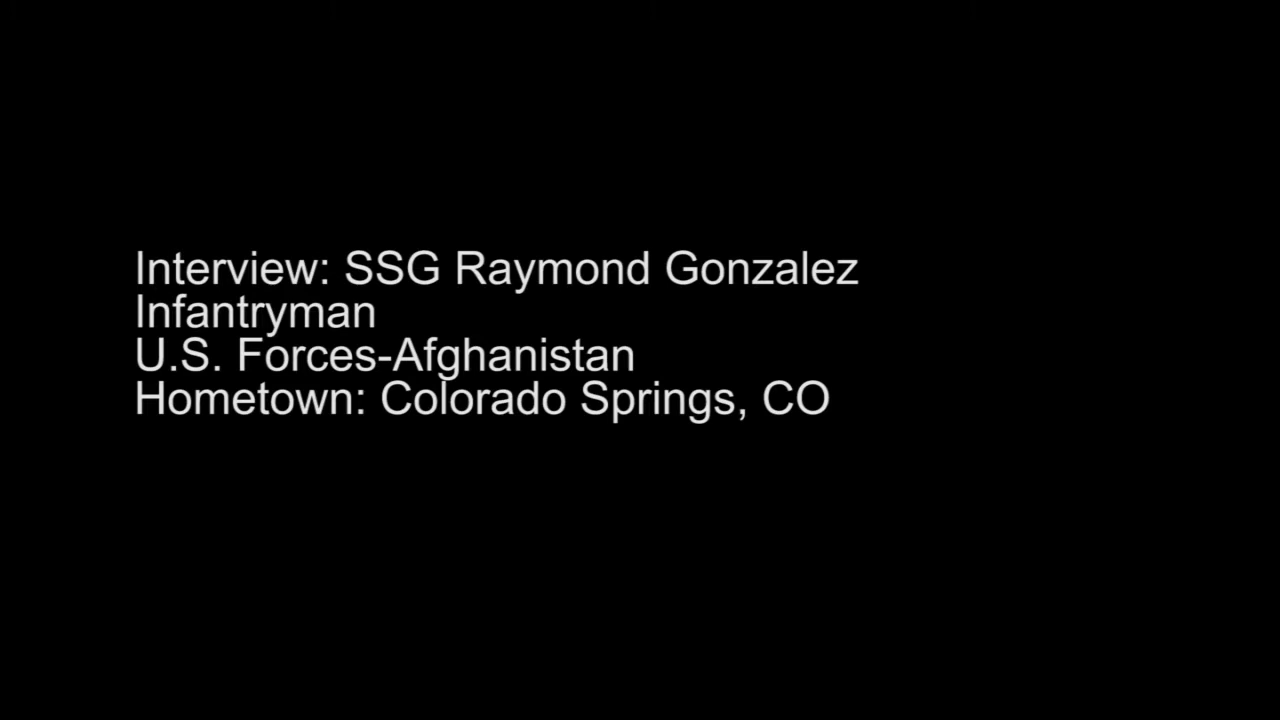 Interview: SSG Raymond Gonzalez
Infantryman
U.S. Forces-Afghanistan
Hometown: Colorado Springs, CO